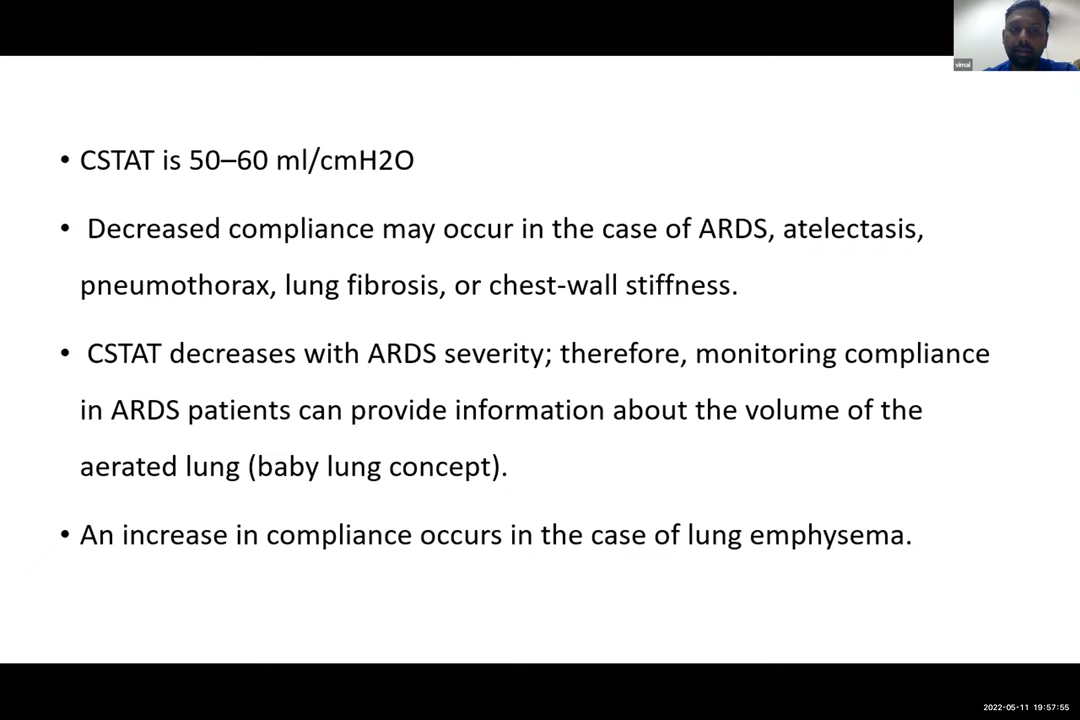 vimal
• CSTAT is 50–60 ml/cmH2O
• Decreased compliance may occur in the case of ARDS, atelectasis,
pneumothorax, lung fibrosis, or chest-wall stiffness.
• CSTAT decreases with ARDS severity; therefore, monitoring compliance
in ARDS patients can provide information about the volume of the
aerated lung (baby lung concept).
• An increase in compliance occurs in the case of lung emphysema.
2022-05-11 19:57:55